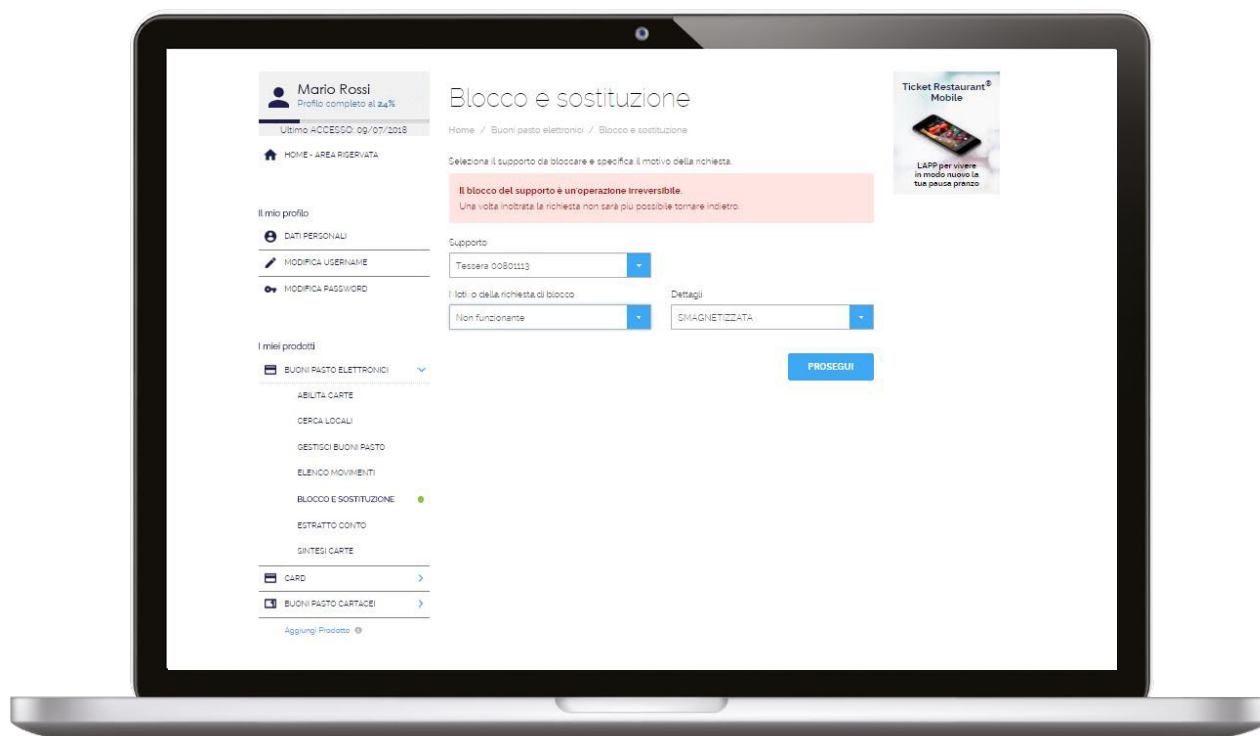 Mario Rossi
Profilo completo al 24%
Ultimo ACCESSO: 09/07/2018
HOME - AREA RISERVATA
Il mio profilo
DATI PERSONALI
MODIFICA USERNAME
MODIFICA PASSWORD
I miei prodotti
BUONI PASTO ELETTRONICI
ABILITA CARTE
CERCA LOCALI
GESTISCI BUONI PASTO
ELENCO MOVIMENTI
BLOCCO E SOSTITUZIONE
ESTRATTO CONTO
SINTESI CARTE
CARD
BUONI PASTO CARTACEI
Aggiungi Prodotto
Blocco e sostituzione
Home / Buoni pasto elettronici / Blocco e sostituzione
Seleziona il supporto da bloccare e specifica il motivo della richiesta.
Il blocco del supporto è un'operazione irreversibile.
Una volta inoltrata la richiesta non sarà più possibile tornare indietro.
Supporto
Tessera 00801113
Moti o della richiesta di blocco
Dettagli
Non funzionante
SMAGNETIZZATA
PROSEGUI
Ticket Restaurant®
Mobile
L'APP per vivere
in modo nuovo la
tua pausa pranzo